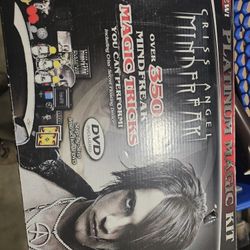 CRISS ANGEL
MINDFREAK
OVER 350
MINDFREAK
MAGIC TRICKS
YOU CAN PERFORM!
DVD
PLATINUM MAGIC KIT